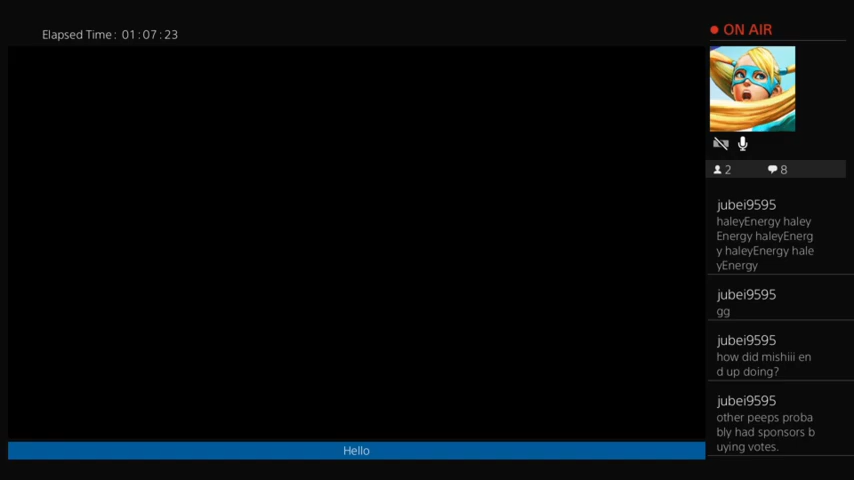 Elapsed Time: 01:07:23
ON AIR
2 8
jubei9595
haleyEnergy haley
Energy haleyEnerg
y haleyEnergy hale
yEnergy
jubei9595
gg
jubei9595
how did mishiii en
d up doing?
jubei9595
other peeps proba
bly had sponsors b
uying votes.
Hello